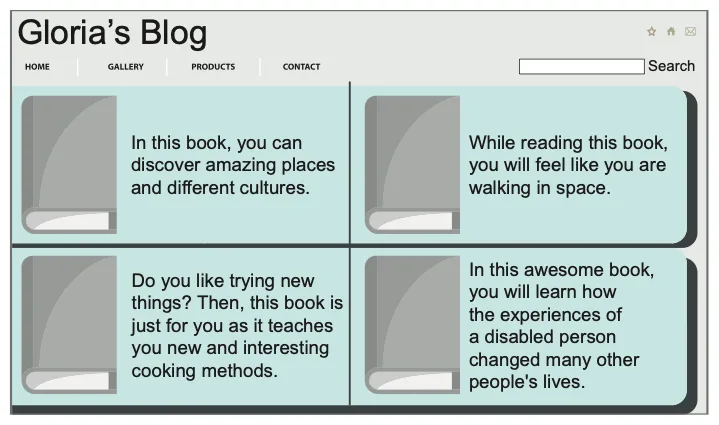 Gloria’s Blog
HOME
GALLERY
PRODUCTS
CONTACT
Search
In this book, you can
discover amazing places
and different cultures.
While reading this book,
you will feel like you are
walking in space.
Do you like trying new
things? Then, this book is
just for you as it teaches
you new and interesting
cooking methods.
In this awesome book,
you will learn how
the experiences of
a disabled person
changed many other
people's lives.